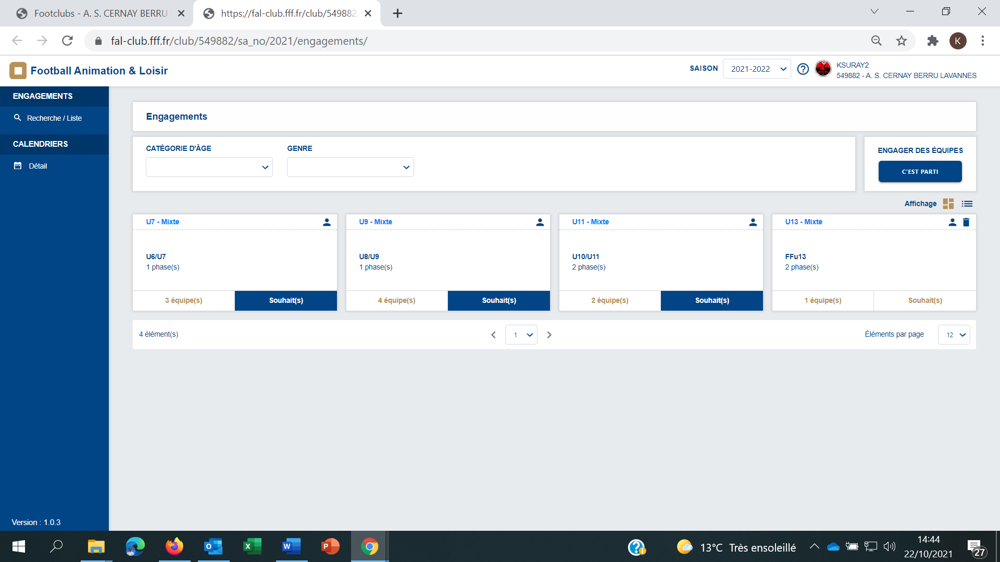 Footclubs - A. S. CERNAY BERRU
https://fal-club.fff.fr/club/549882
fal-club.fff.fr/club/549882/sa_no/2021/engagements/
K
Football Animation & Loisir
SAISON
2021-2022
KSURAY2
549882 - A. S. CERNAY BERRU LAVANNES
ENGAGEMENTS
Recherche / Liste
CALENDRIERS
Détail
Engagements
CATÉGORIE D'ÂGE
GENRE
ENGAGER DES ÉQUIPES
C'EST PARTI
Affichage
U7 - Mixte
U6/U7
1 phase(s)
3 équipe(s)
Souhait(s)
U9 - Mixte
U8/U9
1 phase(s)
4 équipe(s)
Souhait(s)
U11 - Mixte
U10/U11
2 phase(s)
2 équipe(s)
Souhait(s)
U13 - Mixte
FFu13
2 phase(s)
1 équipe(s)
Souhait(s)
4 élément(s)
1
Éléments par page
12
Version : 1.0.3
13°C Très ensoleillé
14:44
22/10/2021
27